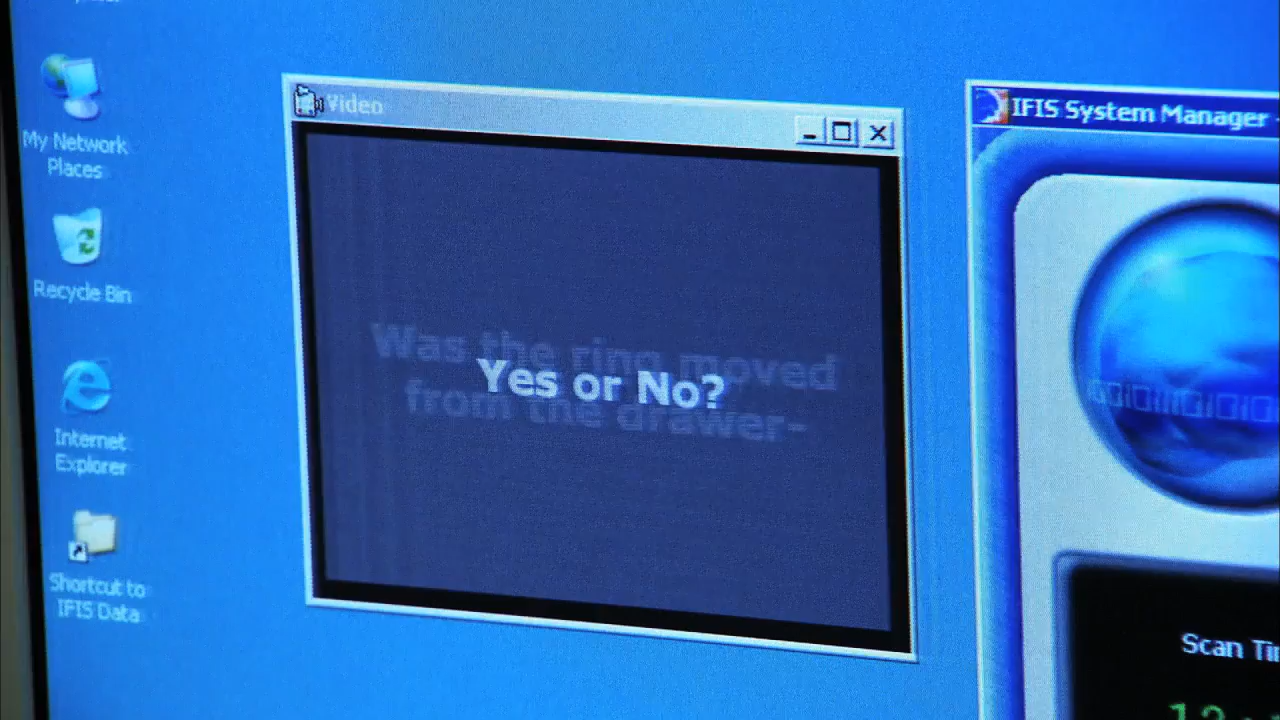 My Network
Places
Recycle Bin
Internet
Explorer
Shortcut to
IFIS Data
Video
Was the ring moved
from the drawer-
Yes or No?
IFIS System Manager
Scan